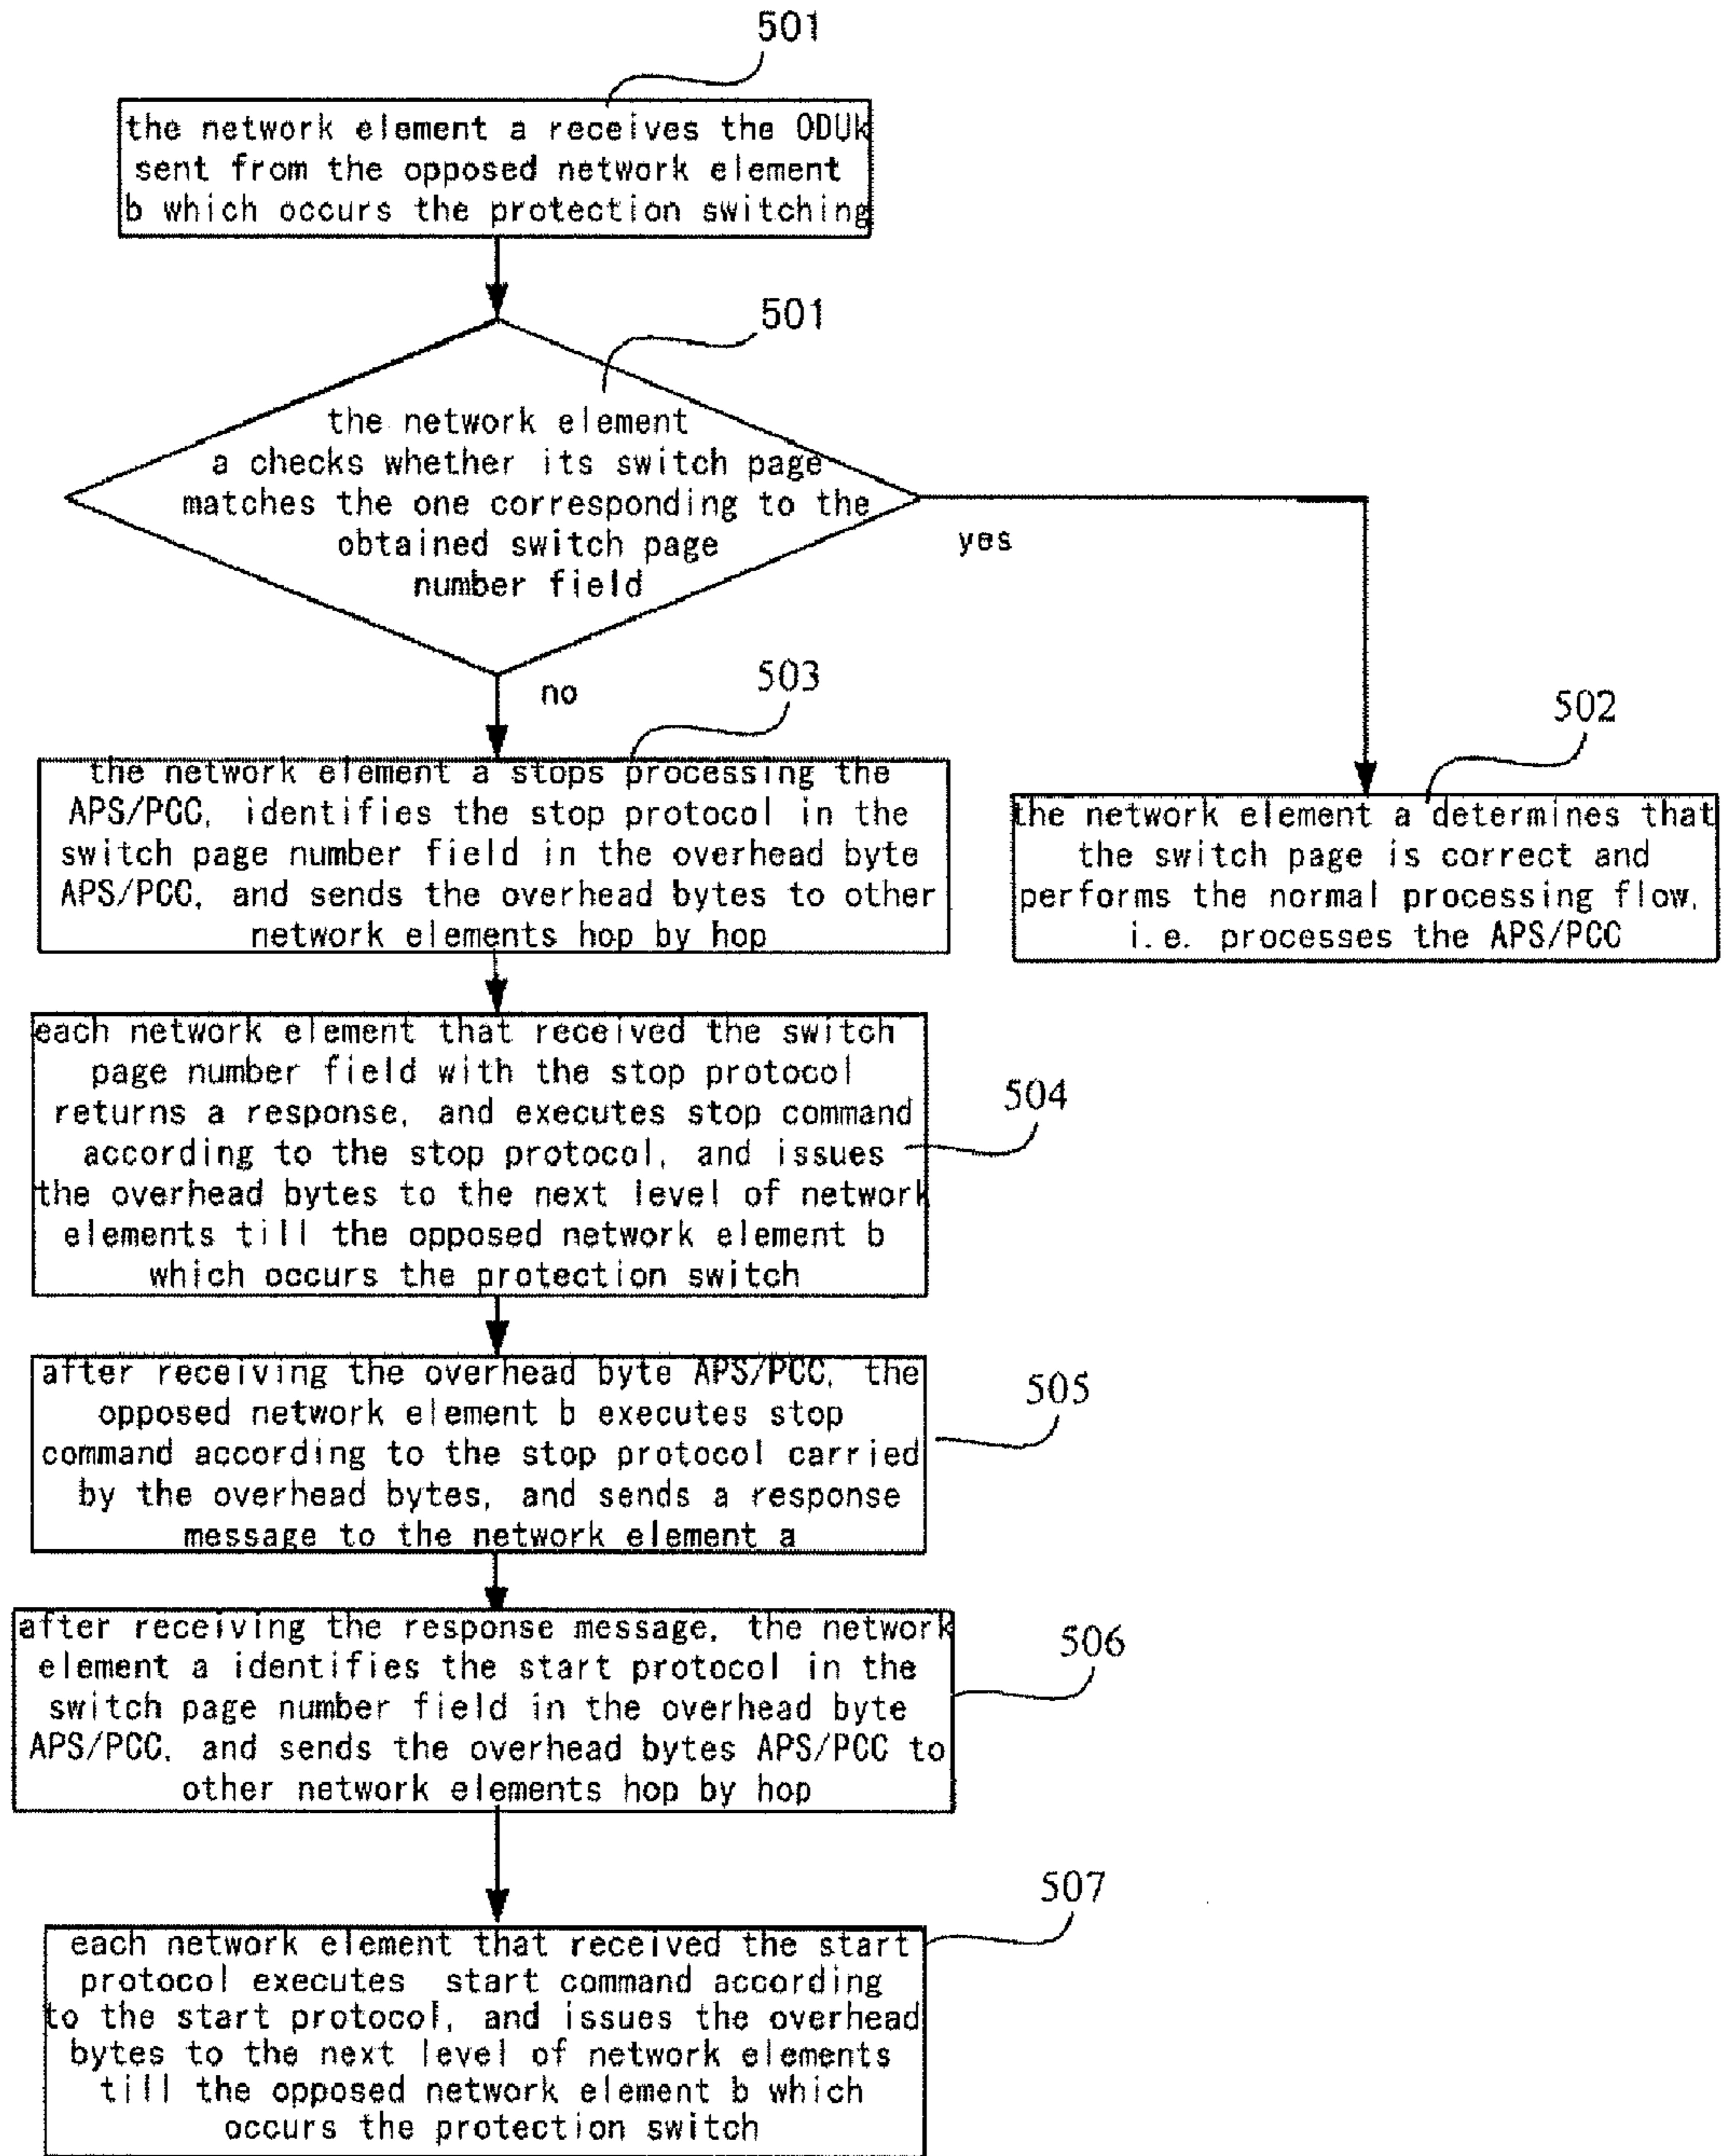 501
the network element a receives the ODUk
sent from the opposed network element
b which occurs the protection switching
501
the network element
a checks whether its switch page
matches the one corresponding to the
obtained switch page
number field
yes
no
503
the network element a stops processing the
APS/PCC, identifies the stop protocol in the
switch page number field in the overhead byte
APS/PCC, and sends the overhead bytes to other
network elements hop by hop
502
the network element a determines that
the switch page is correct and
performs the normal processing flow,
i.e. processes the APS/PCC
each network element that received the switch
page number field with the stop protocol
returns a response, and executes stop command
according to the stop protocol, and issues
the overhead bytes to the next level of network
elements till the opposed network element b
which occurs the protection switch
504
after receiving the overhead byte APS/PCC, the
opposed network element b executes stop
command according to the stop protocol carried
by the overhead bytes, and sends a response
message to the network element a
505
after receiving the response message, the network
element a identifies the start protocol in the
switch page number field in the overhead byte
APS/PCC, and sends the overhead bytes APS/PCC to
other network elements hop by hop
506
507
each network element that received the start
protocol executes start command according
to the start protocol, and issues the overhead
bytes to the next level of network elements
till the opposed network element b which
occurs the protection switch